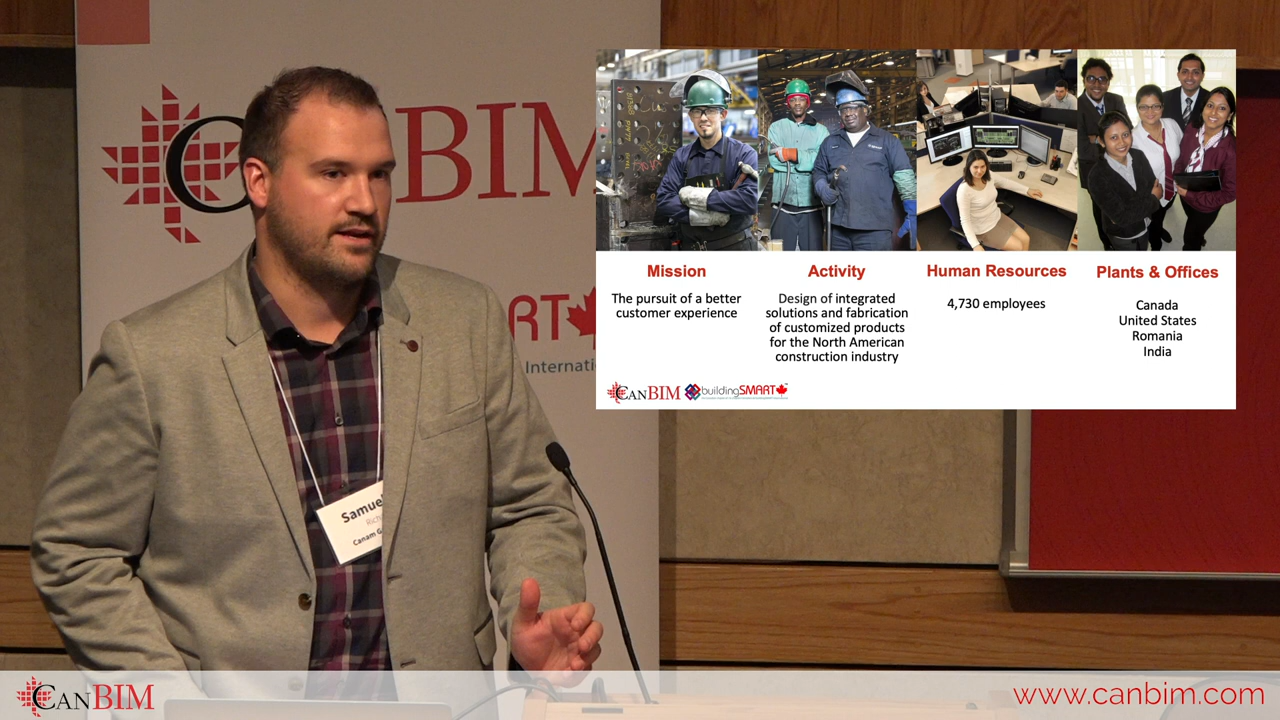 CANBIM
SMART
Internati
Samuel
Rich
Canam G
Mission
The pursuit of a better
customer experience
Activity
Design of integrated
solutions and fabrication
of customized products
for the North American
construction industry
Human Resources
4,730 employees
Plants & Offices
Canada
United States
Romania
India
CANBIM
buildingSMART
CANBIM
www.canbim.com